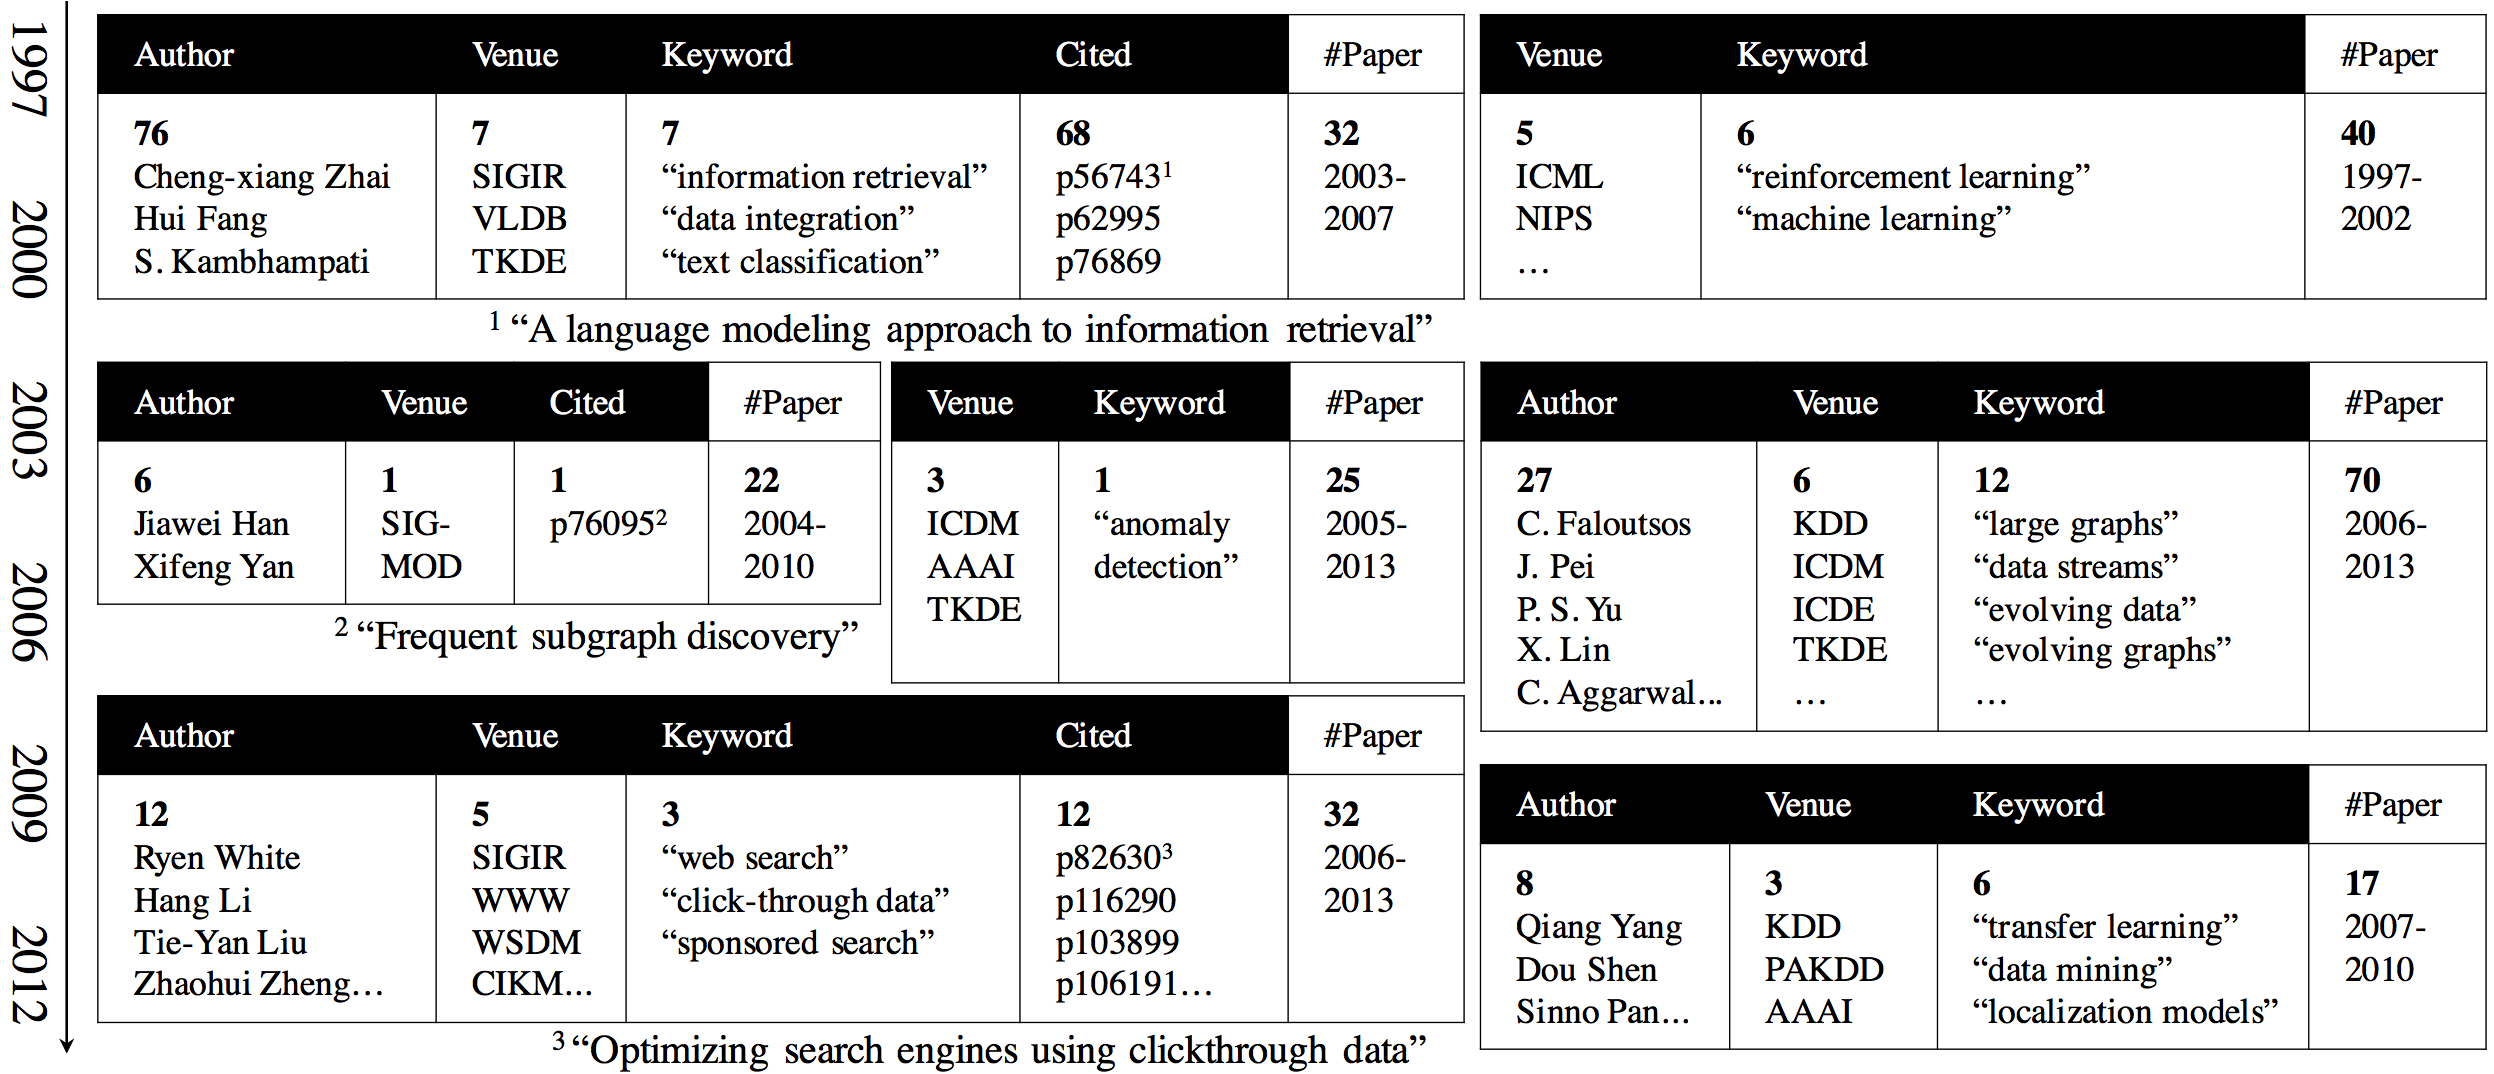 1997 2000 2003 2006 2009 2012
Author Venue Keyword Cited #Paper
76 7 7 68 32
Cheng-xiang Zhai SIGIR “information retrieval” p56743¹ 2003-
Hui Fang VLDB “data integration” p62995 2007
S. Kambhampati TKDE “text classification” p76869
¹ “A language modeling approach to information retrieval”
Venue Keyword #Paper
5 6 40
ICML “reinforcement learning” 1997-
NIPS “machine learning” 2002
…
Author Venue Cited #Paper
6 1 1 22
Jiawei Han SIG- p76095² 2004-
Xifeng Yan MOD 2010
² “Frequent subgraph discovery”
Venue Keyword #Paper
3 1 25
ICDM “anomaly 2005-
AAAI detection” 2013
TKDE
Author Venue Keyword #Paper
27 6 12 70
C. Faloutsos KDD “large graphs” 2006-
J. Pei ICDM “data streams” 2013
P. S. Yu ICDE “evolving data”
X. Lin TKDE “evolving graphs”
C. Aggarwal... … …
Author Venue Keyword Cited #Paper
12 5 3 12 32
Ryen White SIGIR “web search” p82630³ 2006-
Hang Li WWW “click-through data” p116290 2013
Tie-Yan Liu WSDM “sponsored search” p103899
Zhaohui Zheng… CIKM... p106191…
³ “Optimizing search engines using clickthrough data”
Author Venue Keyword #Paper
8 3 6 17
Qiang Yang KDD “transfer learning” 2007-
Dou Shen PAKDD “data mining” 2010
Sinno Pan… AAAI “localization models”